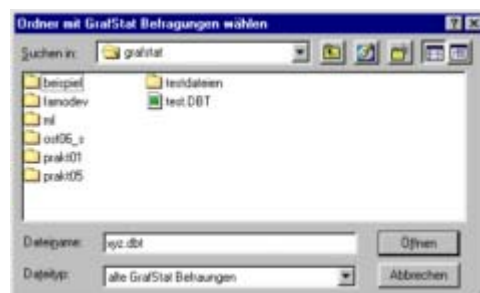 Ordner mit GrafStat Befragungen wählen
Suchen in: grafstat
beispiel testdateien
famodev test.DBT
ml
ost06_s
prakt01
prakt05
Dateiname: xyz.dbt Öffnen
Dateityp: alte GrafStat Befraungen Abbrechen